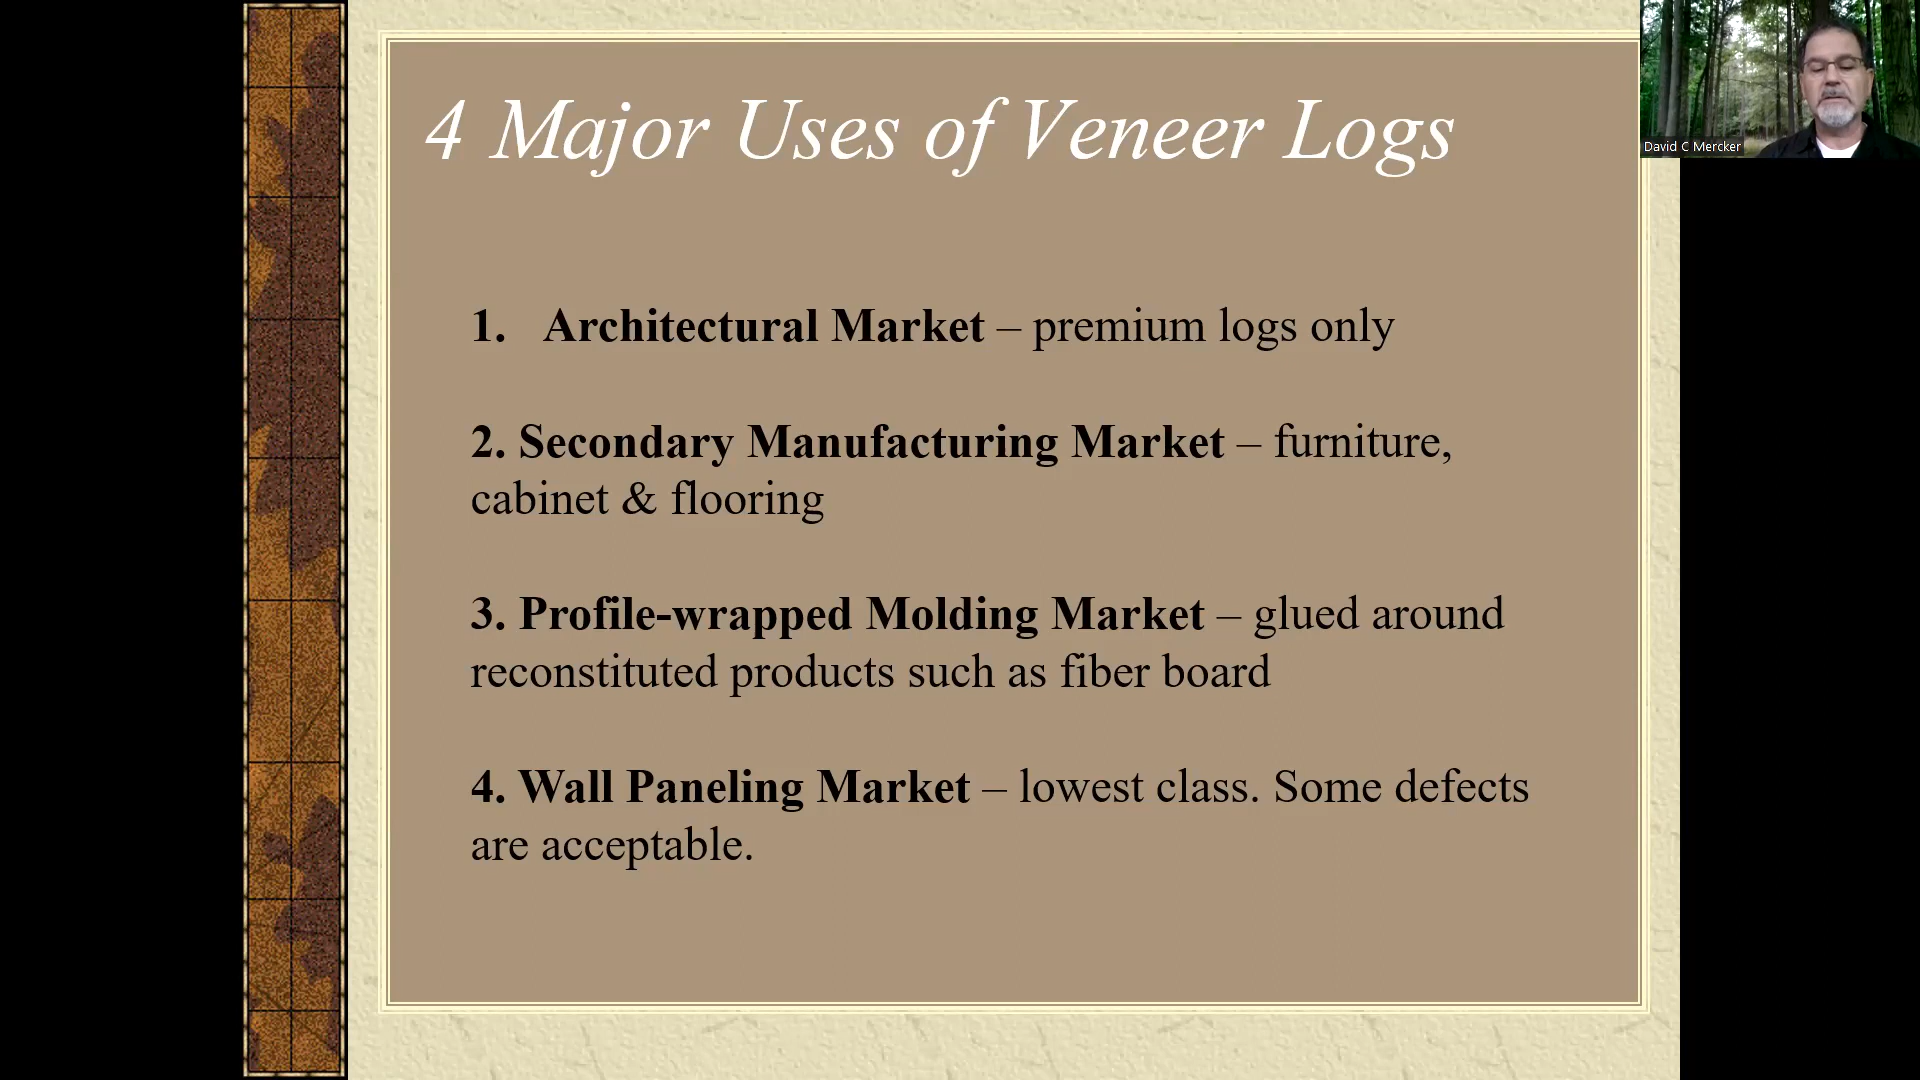 4 Major Uses of Veneer Logs
David C Mercker
1. Architectural Market – premium logs only
2. Secondary Manufacturing Market – furniture,
cabinet & flooring
3. Profile-wrapped Molding Market – glued around
reconstituted products such as fiber board
4. Wall Paneling Market – lowest class. Some defects
are acceptable.